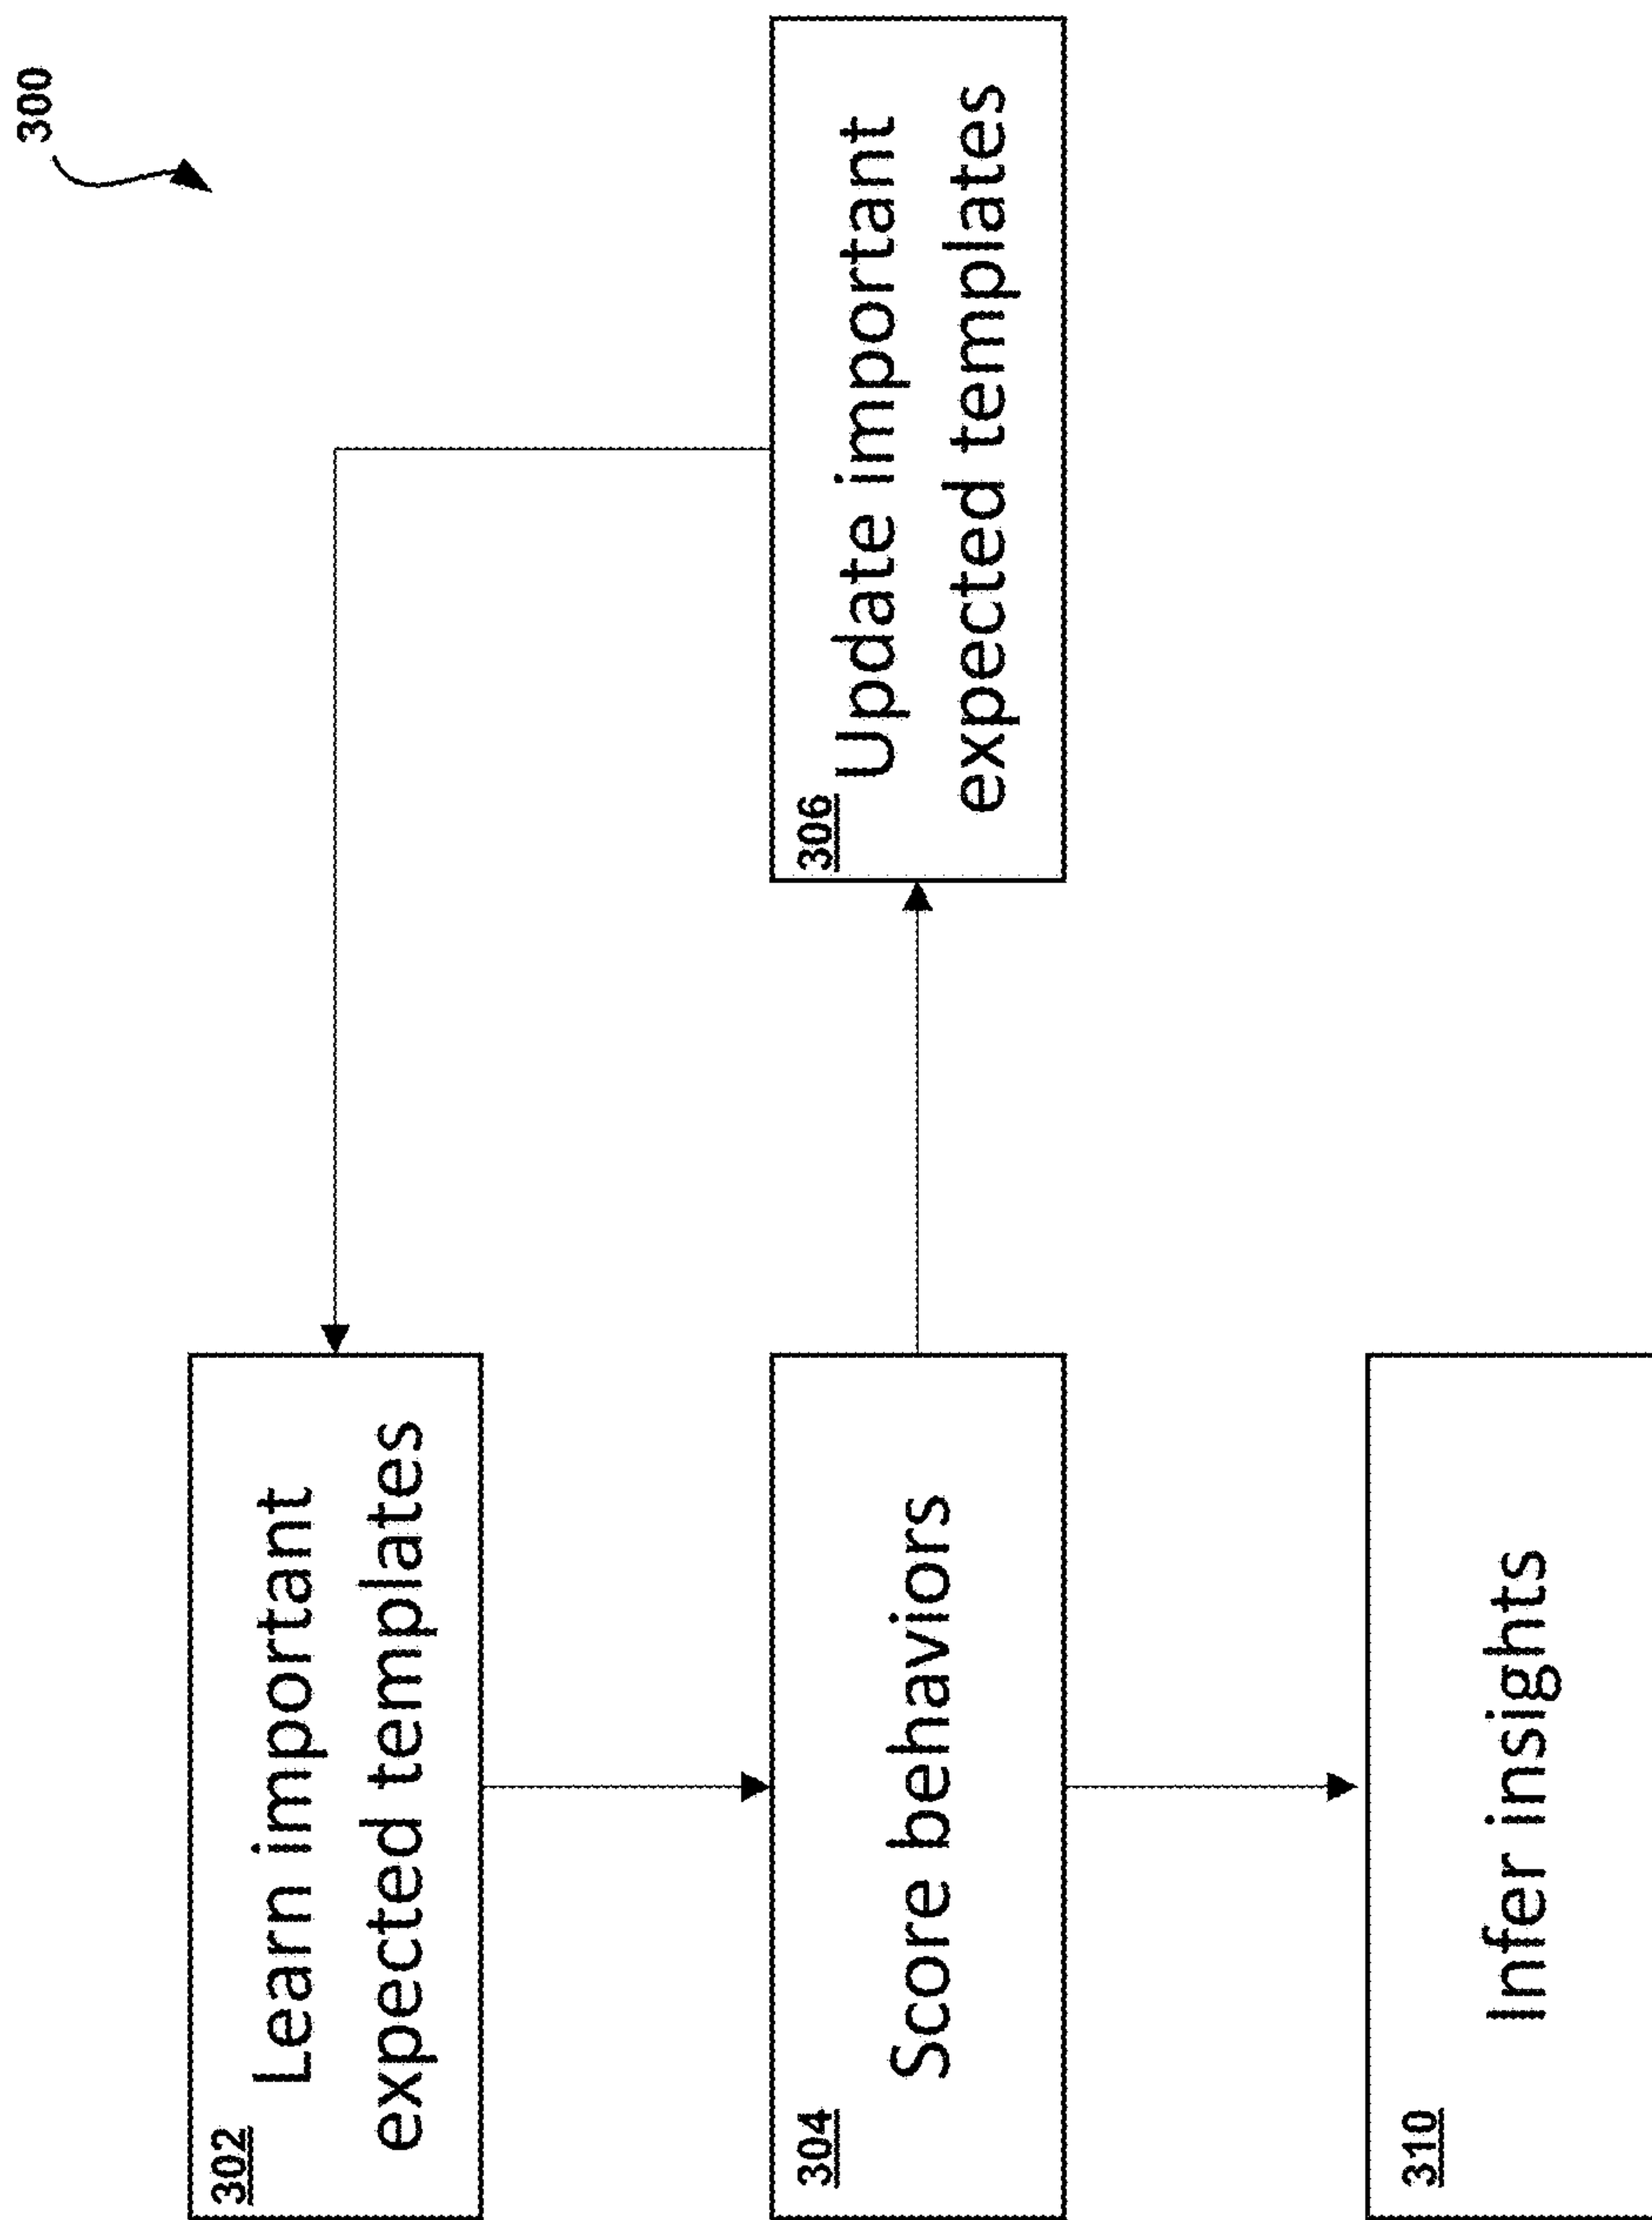 300
302
Learn important
expected templates
304
Score behaviors
306
Update important
expected templates
310
Infer insights